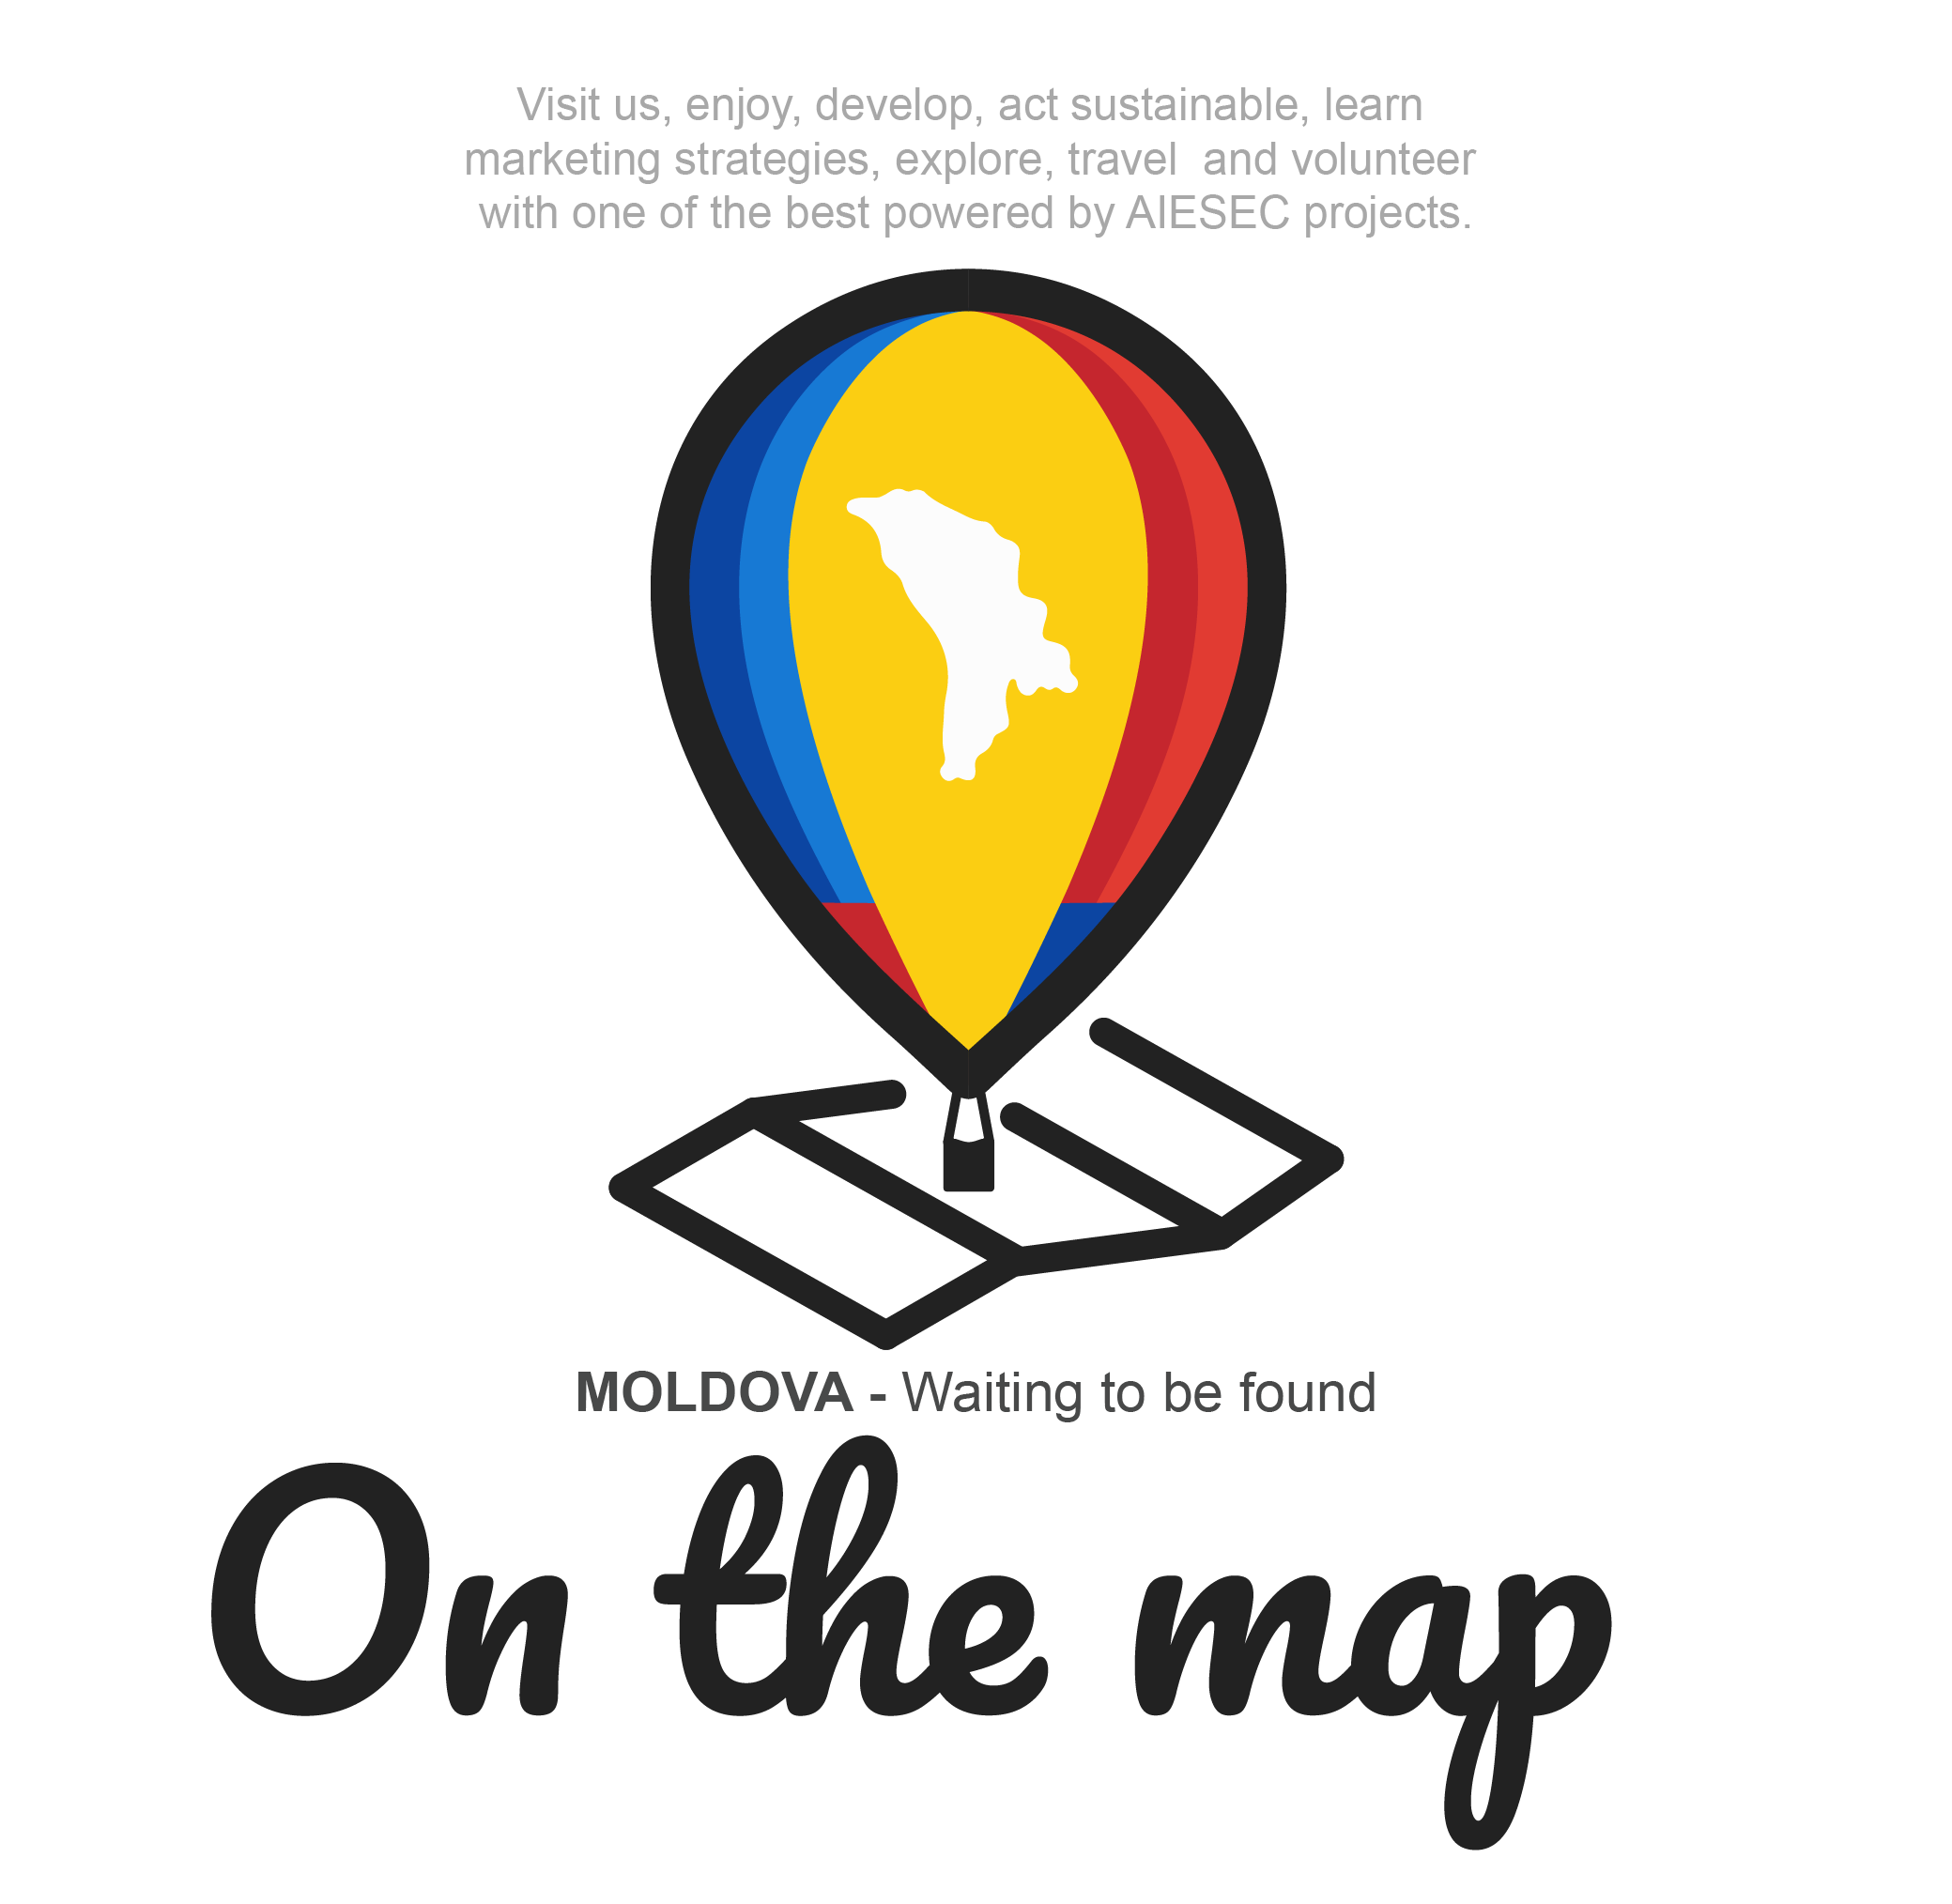 Visit us, enjoy, develop, act sustainable, learn
marketing strategies, explore, travel  and volunteer
with one of the best powered by AIESEC projects.
MOLDOVA - Waiting to be found
On the map